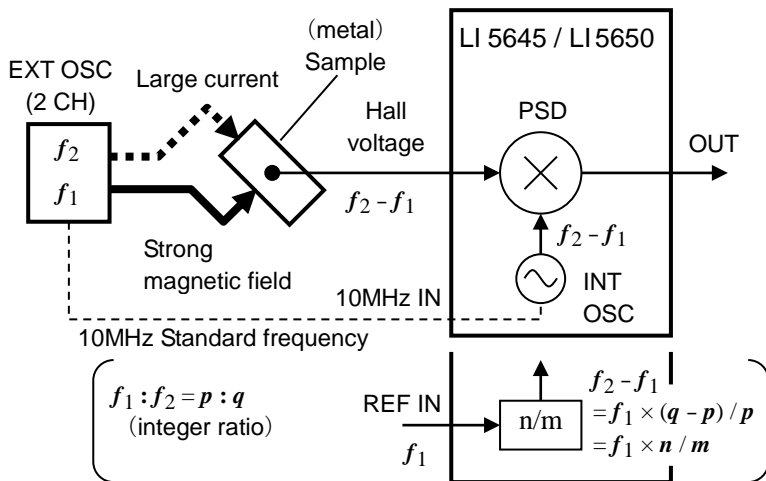 (metal)
Sample
LI 5645 / LI 5650
EXT OSC
(2 CH)
Large current
Hall
voltage
PSD
OUT
f2
f1
f2 − f1
f2 − f1
Strong
magnetic field
10MHz IN
INT
OSC
10MHz Standard frequency
f1 : f2 = p : q
(integer ratio)
REF IN
f1
n/m
f2 − f1
= f1 × (q − p) / p
= f1 × n / m